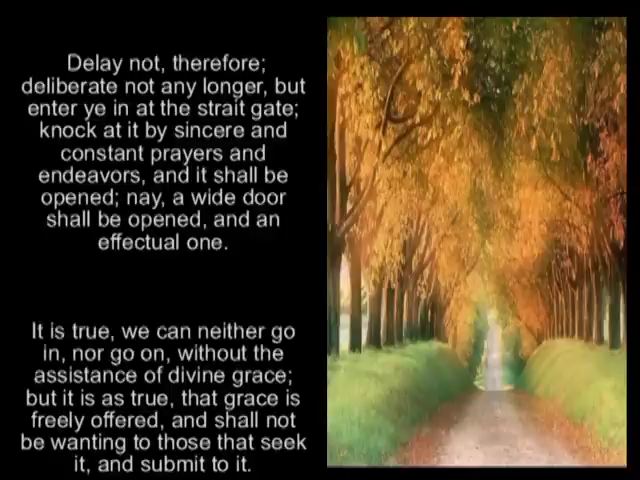 Delay not, therefore;
deliberate not any longer, but
enter ye in at the strait gate;
knock at it by sincere and
constant prayers and
endeavors, and it shall be
opened; nay, a wide door
shall be opened, and an
effectual one.
It is true, we can neither go
in, nor go on, without the
assistance of divine grace;
but it is as true, that grace is
freely offered, and shall not
be wanting to those that seek
it, and submit to it.